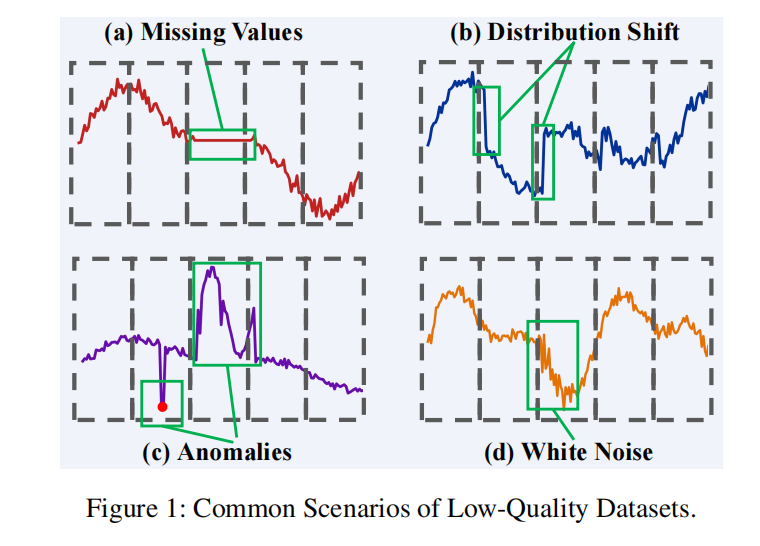 (a) Missing Values
(b) Distribution Shift
(c) Anomalies
(d) White Noise
Figure 1: Common Scenarios of Low-Quality Datasets.